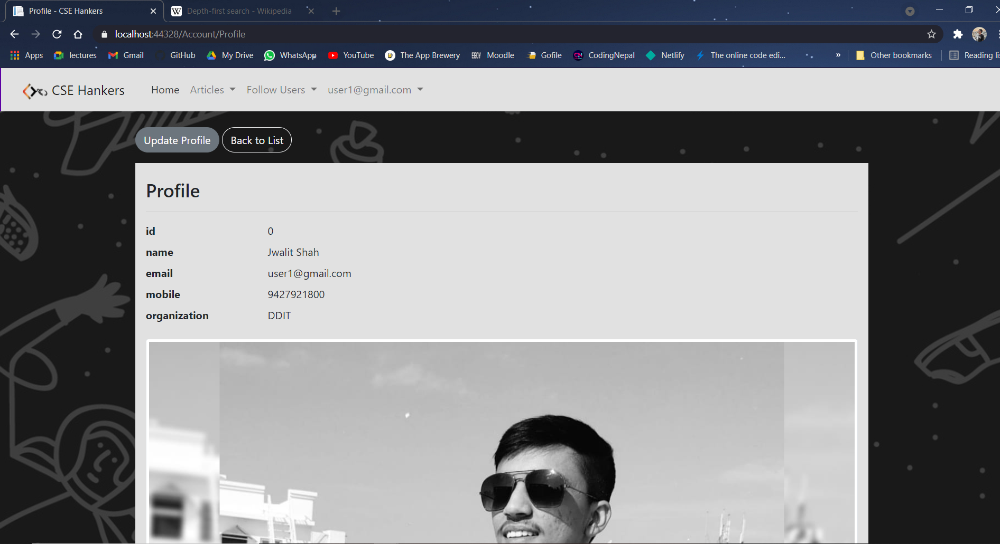 Profile - CSE Hankers
Depth-first search - Wikipedia
localhost:44328/Account/Profile
Apps lectures Gmail GitHub My Drive WhatsApp YouTube The App Brewery EGOV Moodle Gofile CodingNepal Netlify The online code edi... » Other bookmarks Reading
CSE Hankers Home Articles Follow Users user1@gmail.com
Update Profile Back to List
Profile
id 0
name Jwalit Shah
email user1@gmail.com
mobile 9427921800
organization DDIT